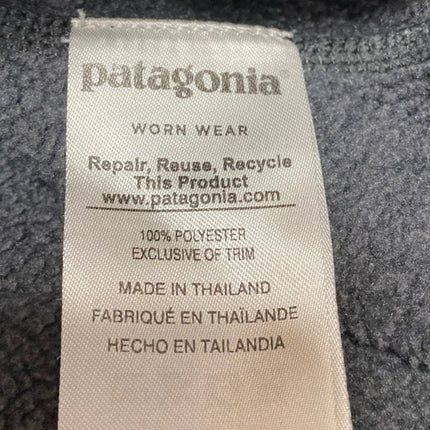 patagonia®
WORN WEAR
Repair, Reuse, Recycle
This Product
www.patagonia.com
100% POLYESTER
EXCLUSIVE OF TRIM
MADE IN THAILAND
FABRIQUÉ EN THAÏLANDE
HECHO EN TAILANDIA